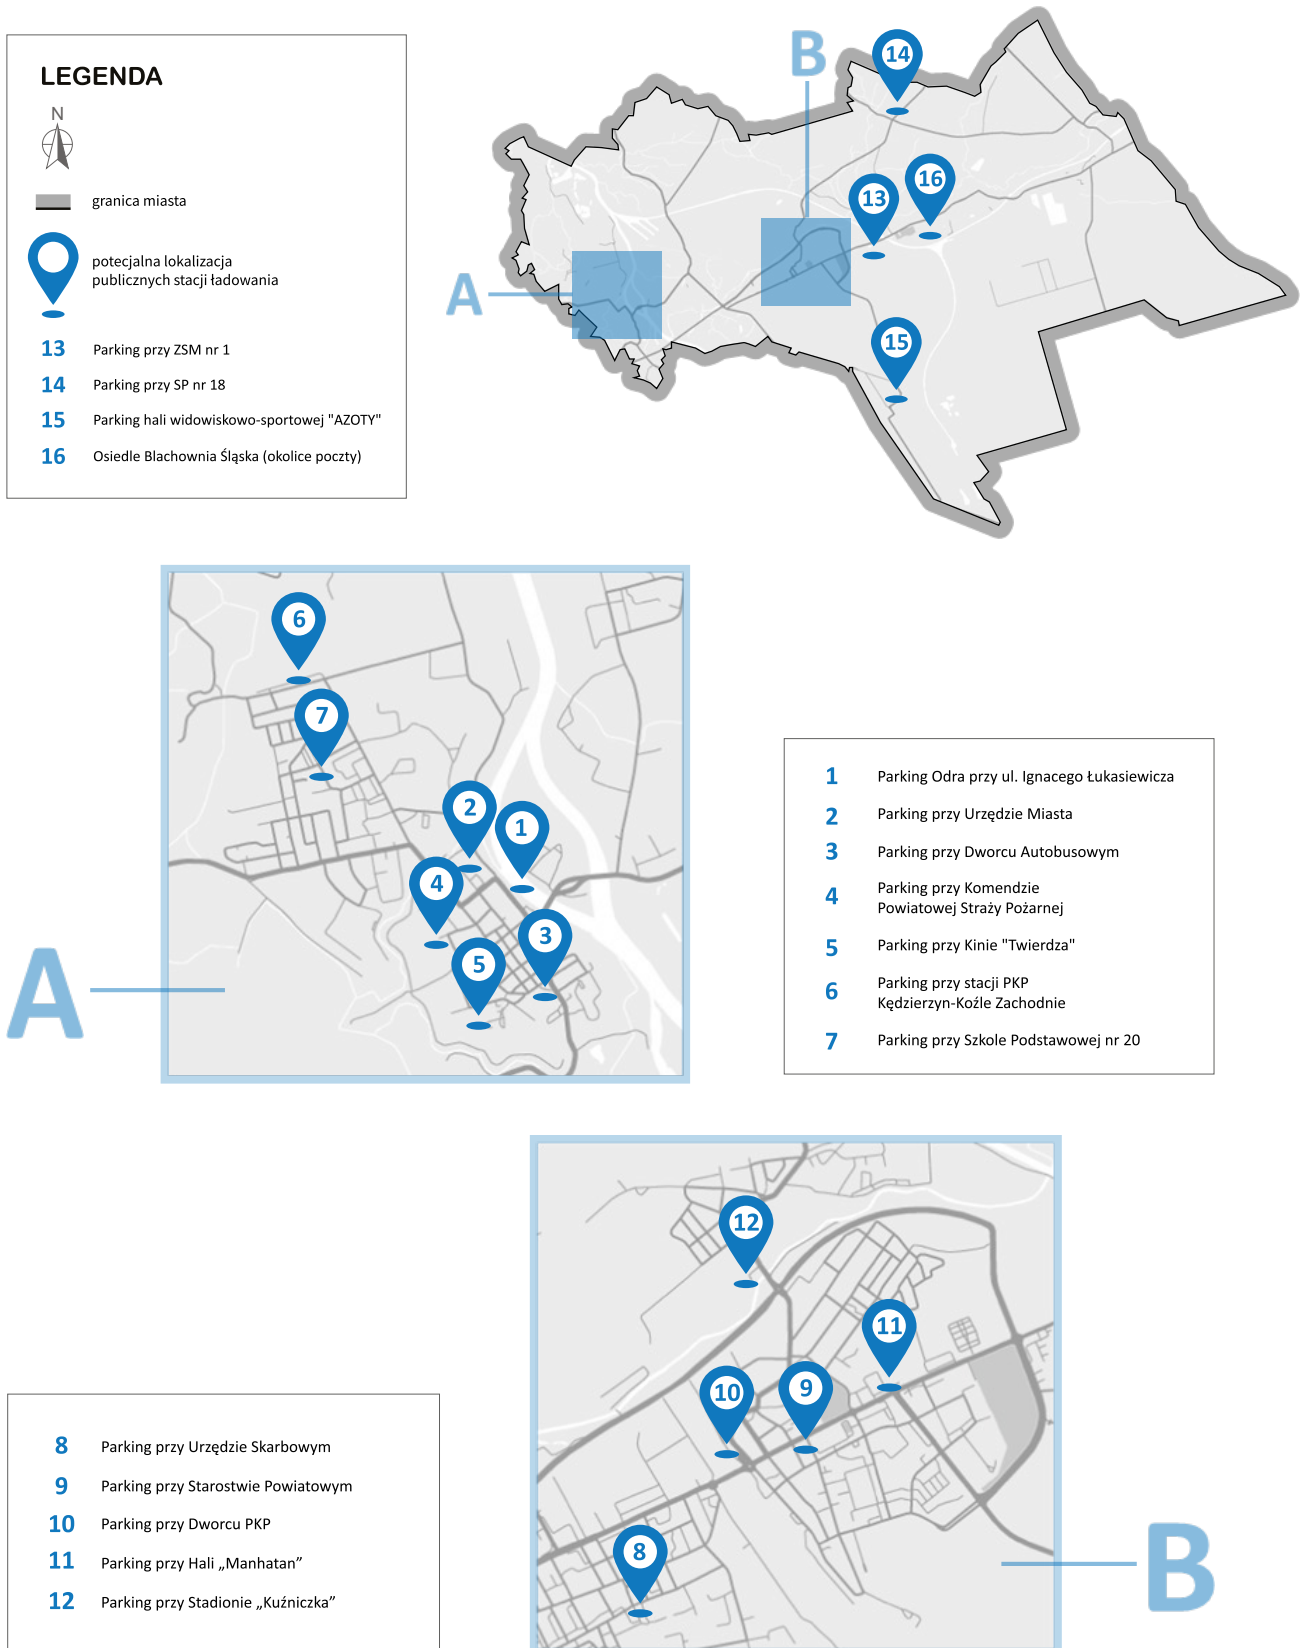 LEGENDA
N
granica miasta
potecjalna lokalizacja
publicznych stacji ładowania
13 Parking przy ZSM nr 1
14 Parking przy SP nr 18
15 Parking hali widowiskowo-sportowej "AZOTY"
16 Osiedle Blachownia Śląska (okolice poczty)
B
14
16
13
A
15
6
7
2
1
4
3
5
A
1 Parking Odra przy ul. Ignacego Łukasiewicza
2 Parking przy Urzędzie Miasta
3 Parking przy Dworcu Autobusowym
4 Parking przy Komendzie
Powiatowej Straży Pożarnej
5 Parking przy Kinie "Twierdza"
6 Parking przy stacji PKP
Kędzierzyn-Koźle Zachodnie
7 Parking przy Szkole Podstawowej nr 20
12
11
10
9
8
B
8 Parking przy Urzędzie Skarbowym
9 Parking przy Starostwie Powiatowym
10 Parking przy Dworcu PKP
11 Parking przy Hali „Manhatan”
12 Parking przy Stadionie „Kuźniczka”